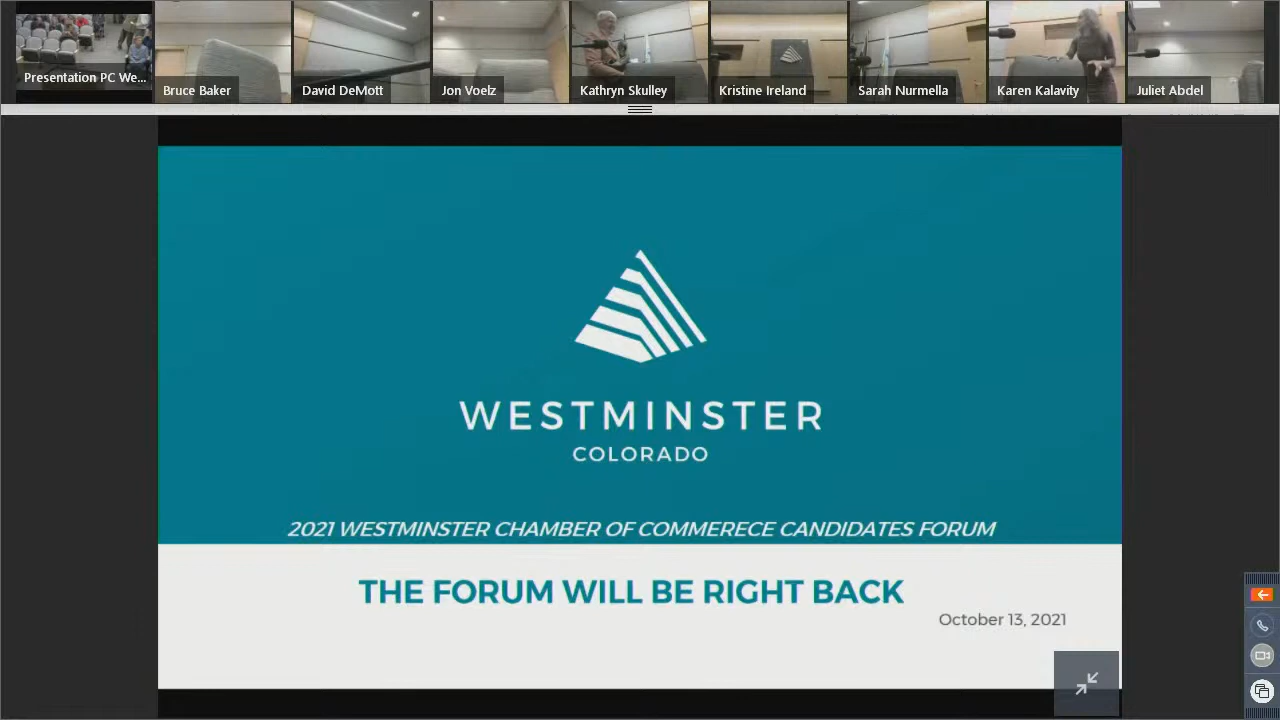 Presentation PC We...
Bruce Baker
David DeMott
Jon Voelz
Kathryn Skulley
Kristine Ireland
Sarah Nurmella
Karen Kalavity
Juliet Abdel
WESTMINSTER
COLORADO
2021 WESTMINSTER CHAMBER OF COMMERECE CANDIDATES FORUM
THE FORUM WILL BE RIGHT BACK
October 13, 2021